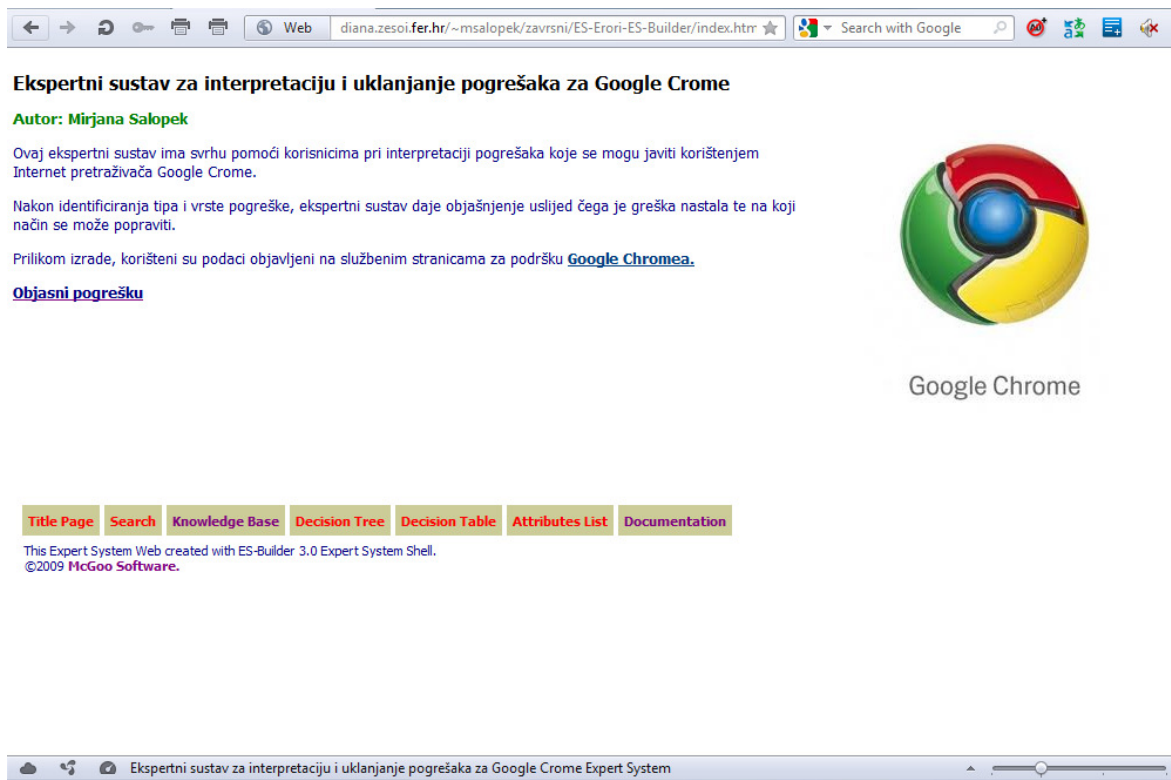 Web
diana.zesoi.fer.hr/~msalopek/zavrsni/ES-Erori-ES-Builder/index.htm
Search with Google
Ekspertni sustav za interpretaciju i uklanjanje pogrešaka za Google Crome
Autor: Mirjana Salopek
Ovaj ekspertni sustav ima svrhu pomoći korisnicima pri interpretaciji pogrešaka koje se mogu javiti korištenjem
Internet pretraživača Google Crome.
Nakon identificiranja tipa i vrste pogreške, ekspertni sustav daje objašnjenje uslijed čega je greška nastala te na koji
način se može popraviti.
Prilikom izrade, korišteni su podaci objavljeni na službenim stranicama za podršku Google Chromea.
Objasni pogrešku
Google Chrome
Title Page Search Knowledge Base Decision Tree Decision Table Attributes List Documentation
This Expert System Web created with ES-Builder 3.0 Expert System Shell.
©2009 McGoo Software.
Ekspertni sustav za interpretaciju i uklanjanje pogrešaka za Google Crome Expert System